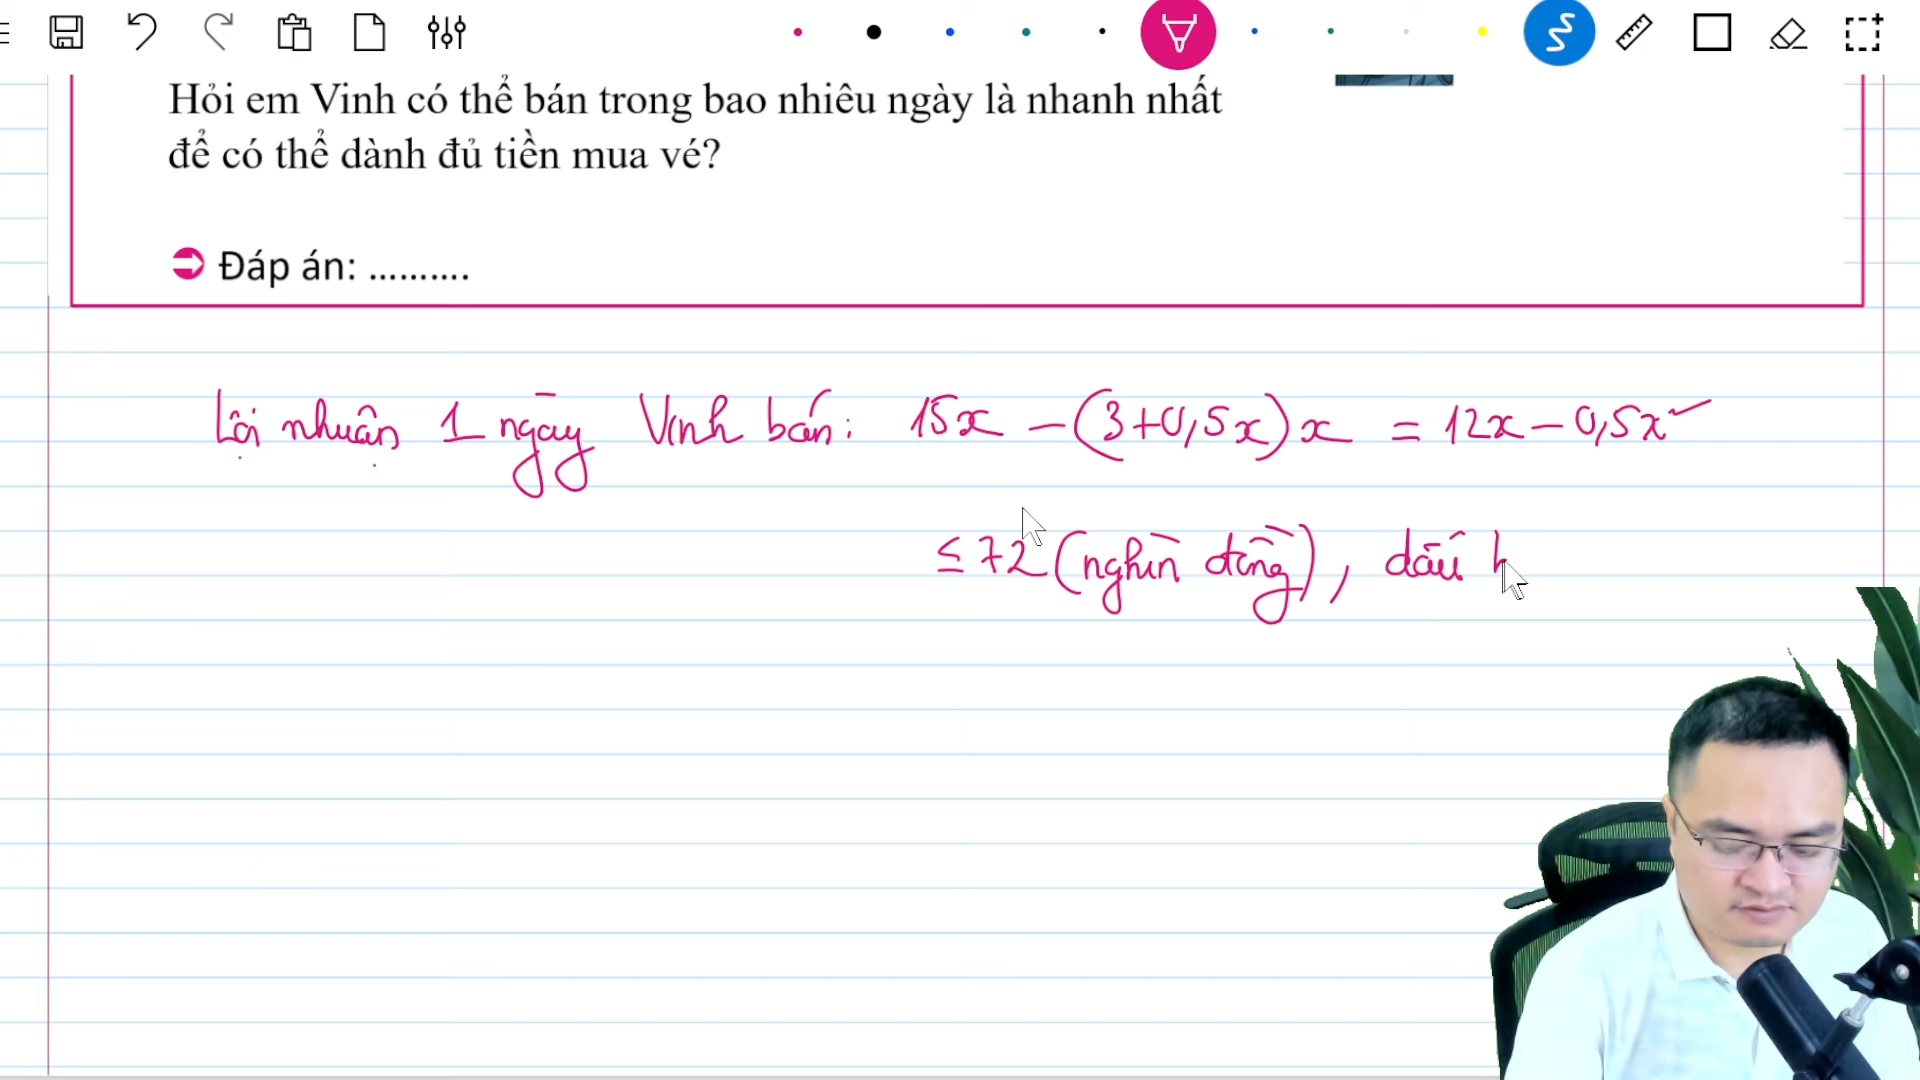 Hỏi em Vinh có thể bán trong bao nhiêu ngày là nhanh nhất
để có thể dành đủ tiền mua vé?
Đáp án: ..........
Lợi nhuận 1 ngày Vinh bán: 15x - (3+0,5x)x = 12x - 0,5x²
≤ 72 (nghìn đồng), dấu